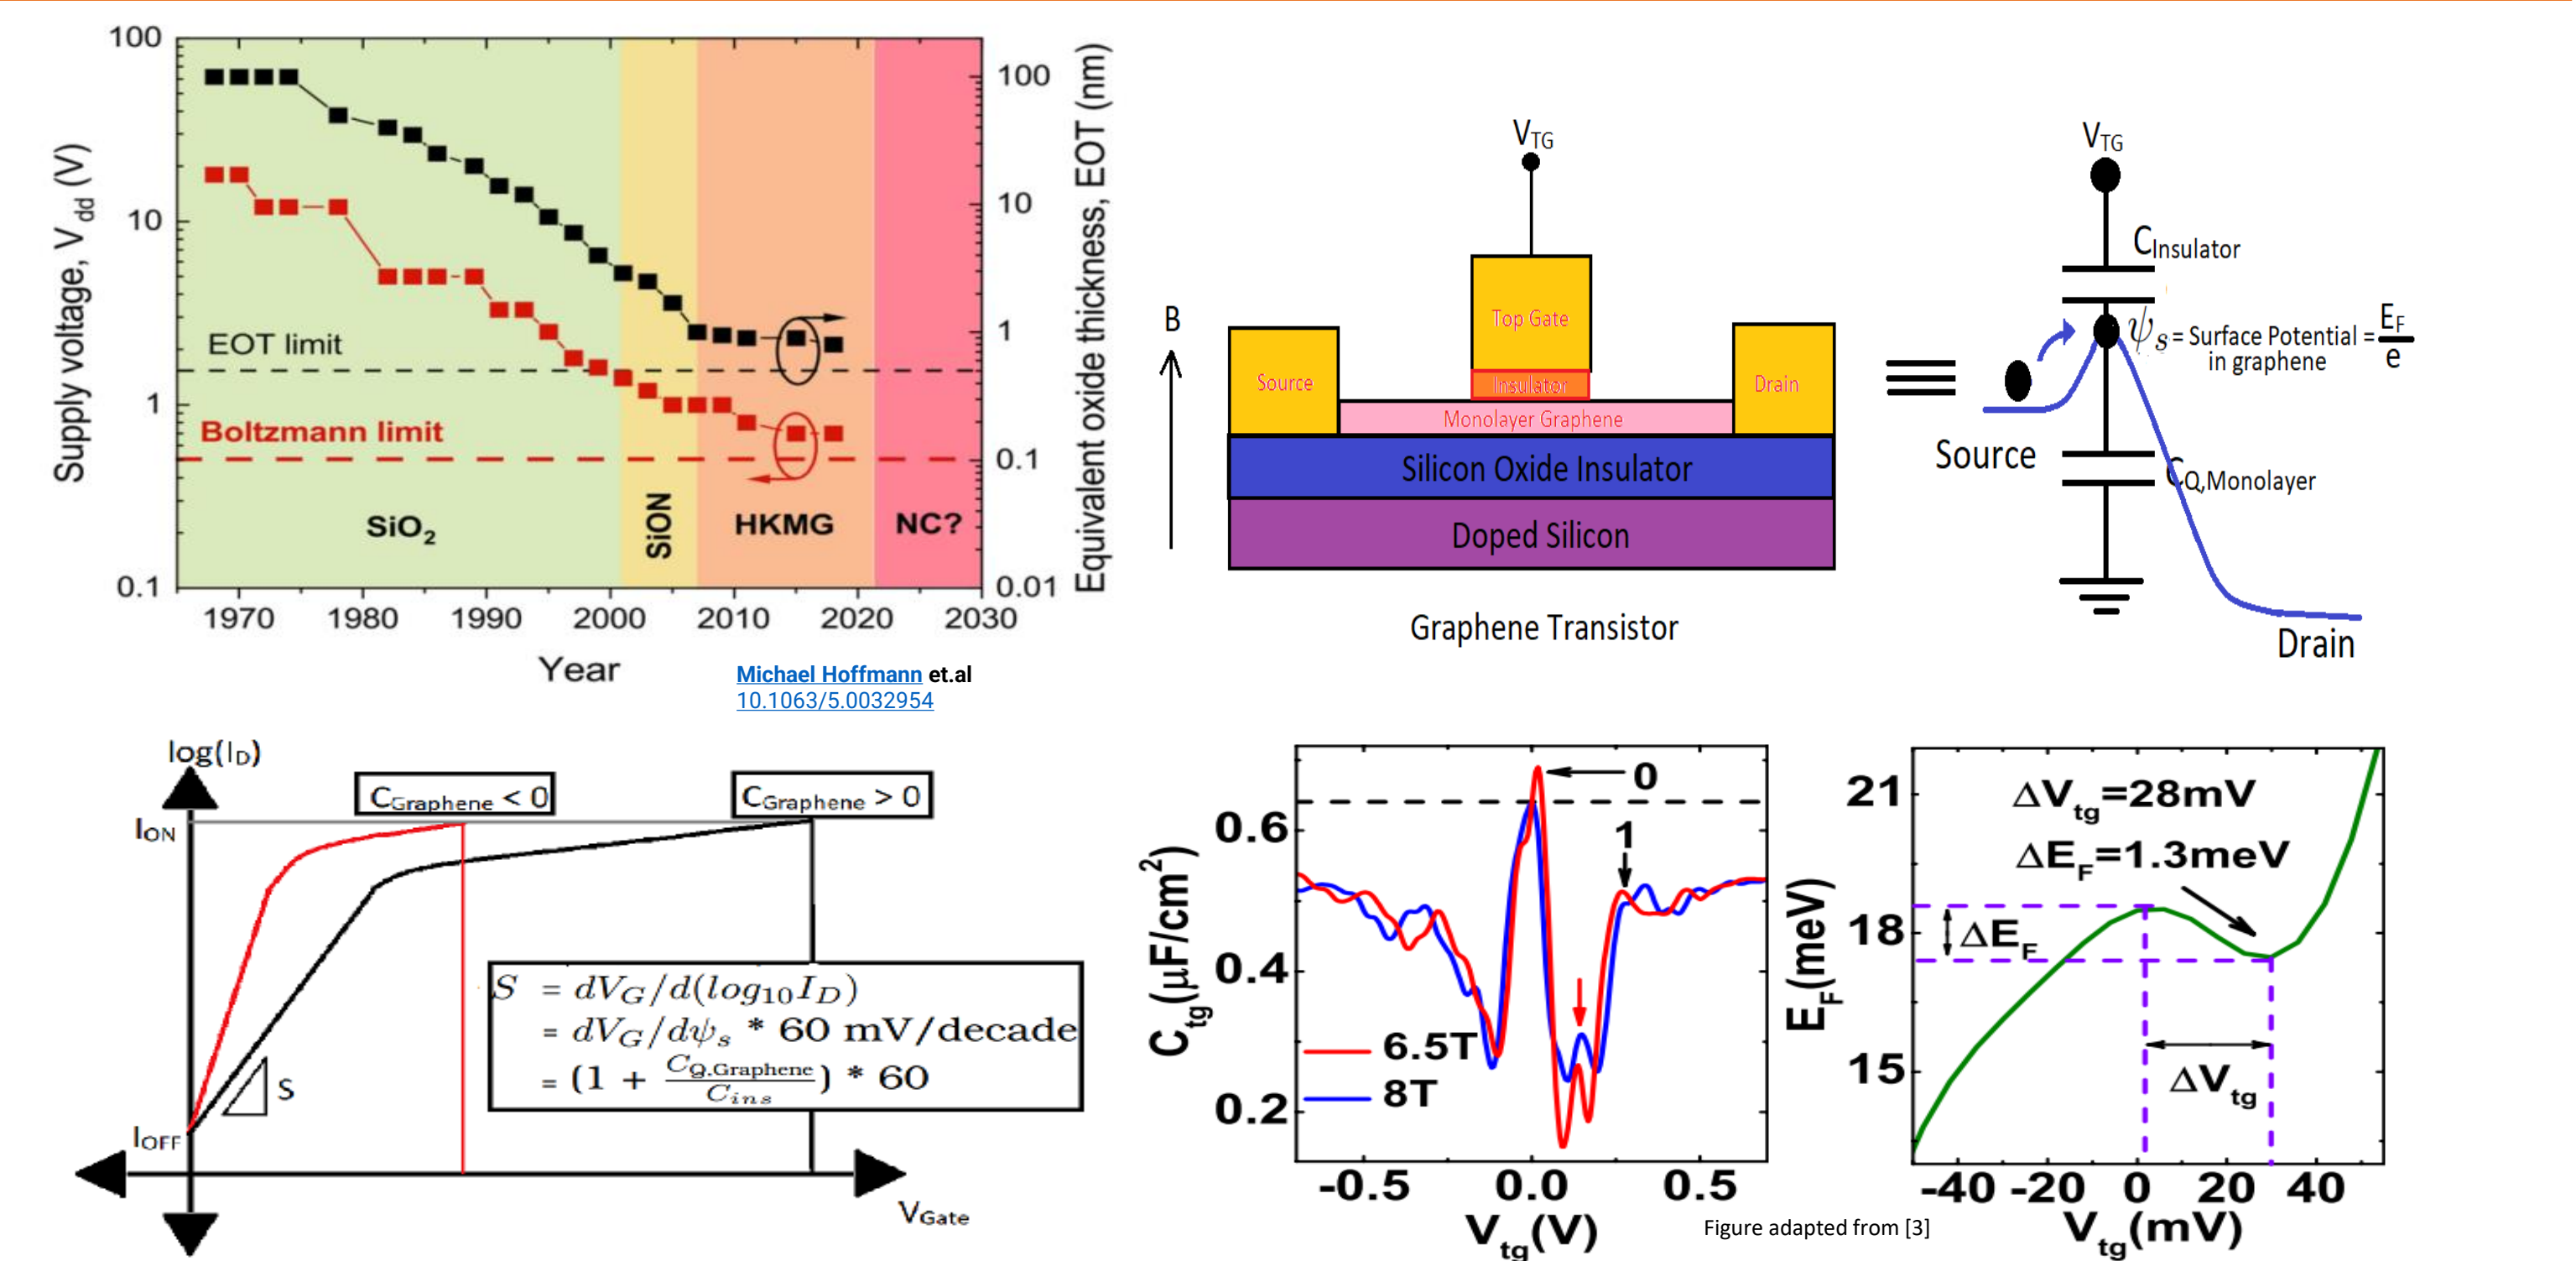 100
10
1
0.1
Supply voltage, Vdd (V)
100
10
1
0.1
0.01
Equivalent oxide thickness, EOT (nm)
EOT limit
Boltzmann limit
SiO2
SiON
HKMG
NC?
1970 1980 1990 2000 2010 2020 2030
Year
Michael Hoffmann et.al
10.1063/5.0032954
B
VTG
Top Gate
Source
Insulator
Drain
Monolayer Graphene
Silicon Oxide Insulator
Doped Silicon
Graphene Transistor
VTG
CInsulator
ψs = Surface Potential = EF/e
in graphene
Source
CQ,Monolayer
Drain
log(ID)
CGraphene < 0
CGraphene > 0
ION
IOFF
S
S = dVG/d(log10ID)
= dVG/dψs * 60 mV/decade
= (1 + CQ,Graphene/Cins) * 60
VGate
Ctg(μF/cm2)
0.6
0.4
0.2
0
1
6.5T
8T
-0.5 0.0 0.5
Vtg(V)
Figure adapted from [3]
EF(meV)
21
18
15
ΔVtg=28mV
ΔEF=1.3meV
ΔEF
ΔVtg
-40 -20 0 20 40
Vtg(mV)